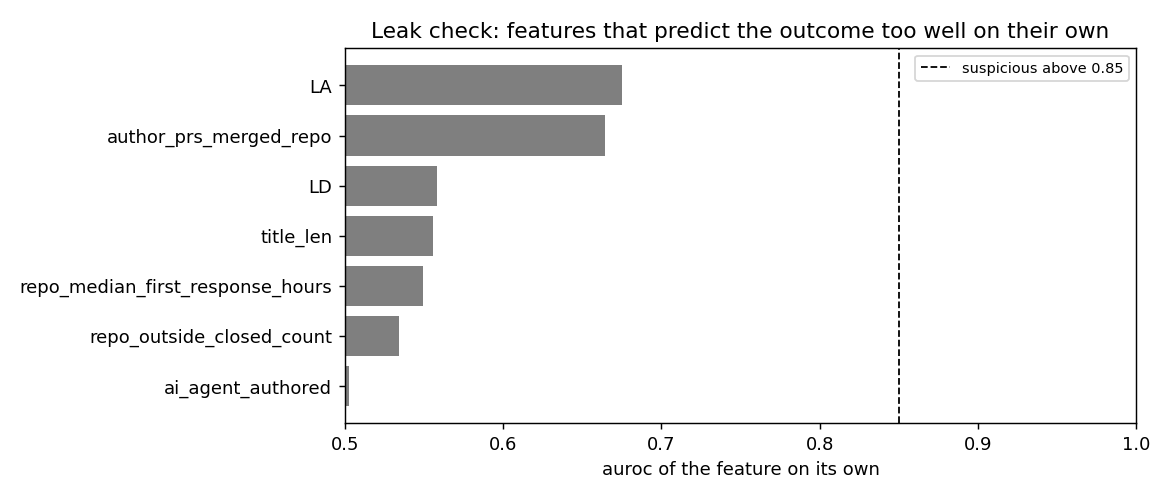 Leak check: features that predict the outcome too well on their own
suspicious above 0.85
LA
author_prs_merged_repo
LD
title_len
repo_median_first_response_hours
repo_outside_closed_count
ai_agent_authored
0.5 0.6 0.7 0.8 0.9 1.0
auroc of the feature on its own